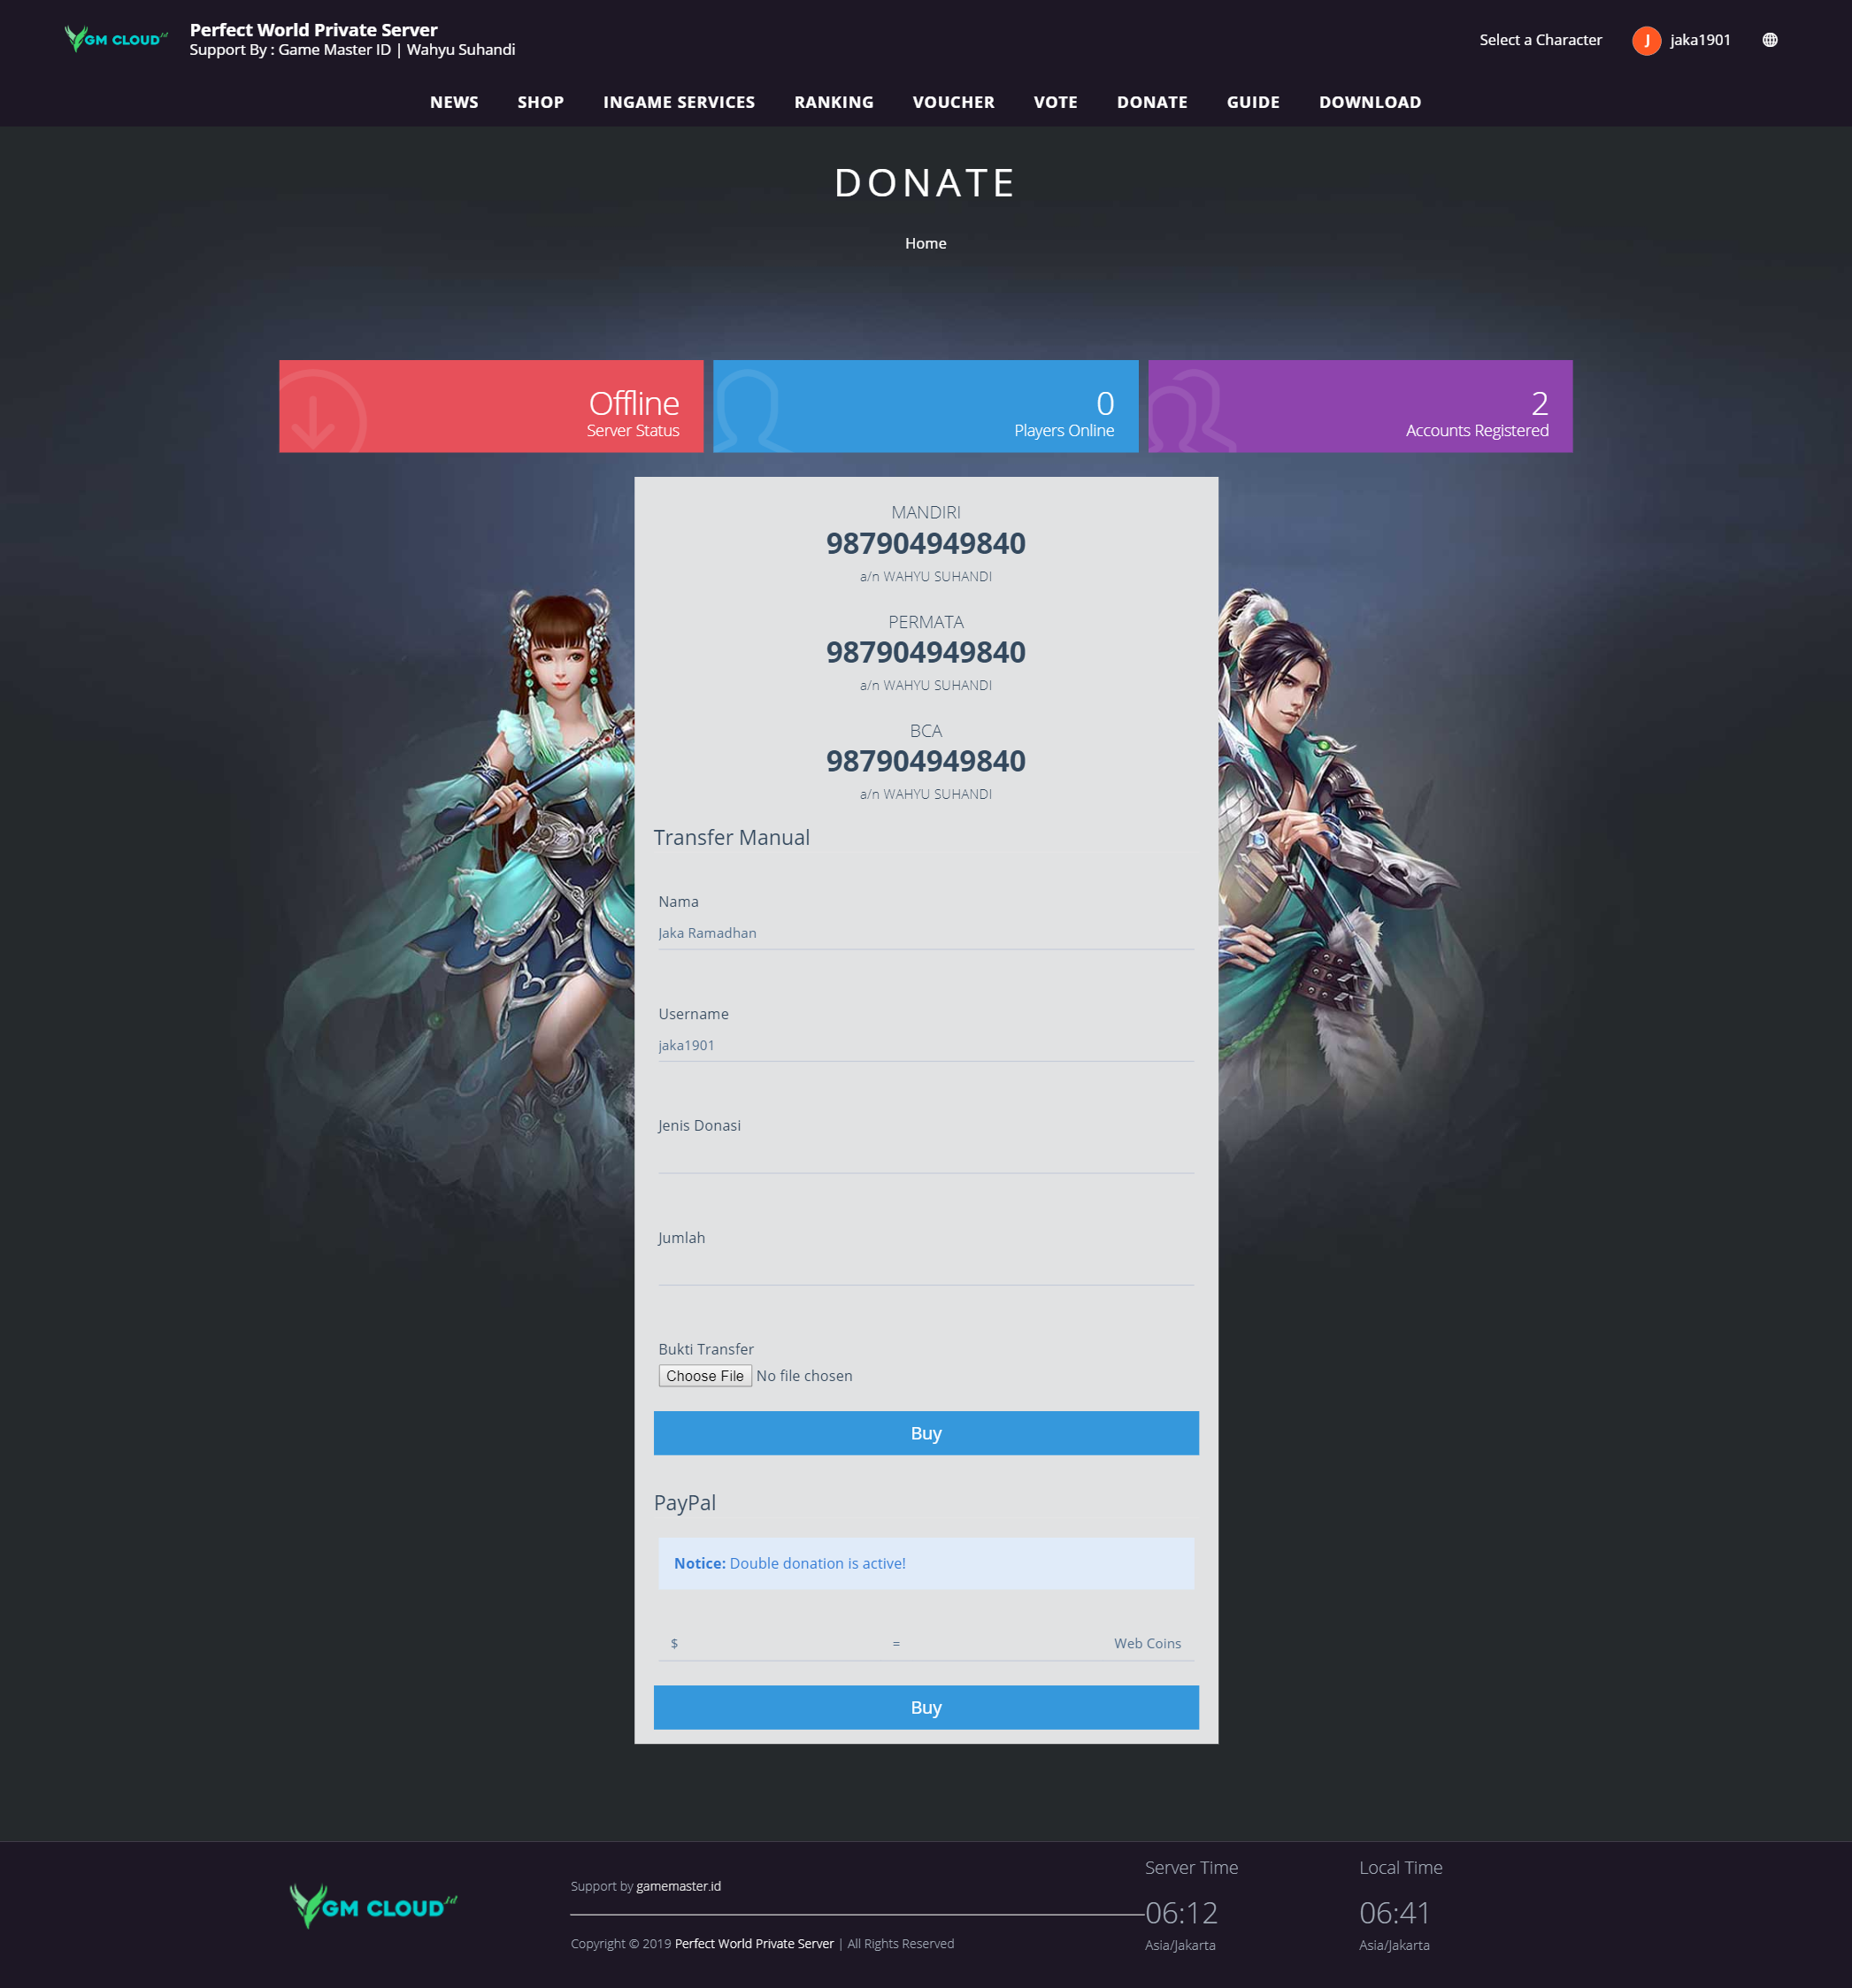 GM CLOUD id
Perfect World Private Server
Support By : Game Master ID | Wahyu Suhandi
Select a Character
J
jaka1901
NEWS SHOP INGAME SERVICES RANKING VOUCHER VOTE DONATE GUIDE DOWNLOAD
DONATE
Home
Offline
Server Status
0
Players Online
2
Accounts Registered
MANDIRI
987904949840
a/n WAHYU SUHANDI
PERMATA
987904949840
a/n WAHYU SUHANDI
BCA
987904949840
a/n WAHYU SUHANDI
Transfer Manual
Nama
Jaka Ramadhan
Username
jaka1901
Jenis Donasi
Jumlah
Bukti Transfer
Choose File No file chosen
Buy
PayPal
Notice: Double donation is active!
$ = Web Coins
Buy
GM CLOUD id
Support by gamemaster.id
Copyright © 2019 Perfect World Private Server | All Rights Reserved
Server Time
06:12
Asia/Jakarta
Local Time
06:41
Asia/Jakarta